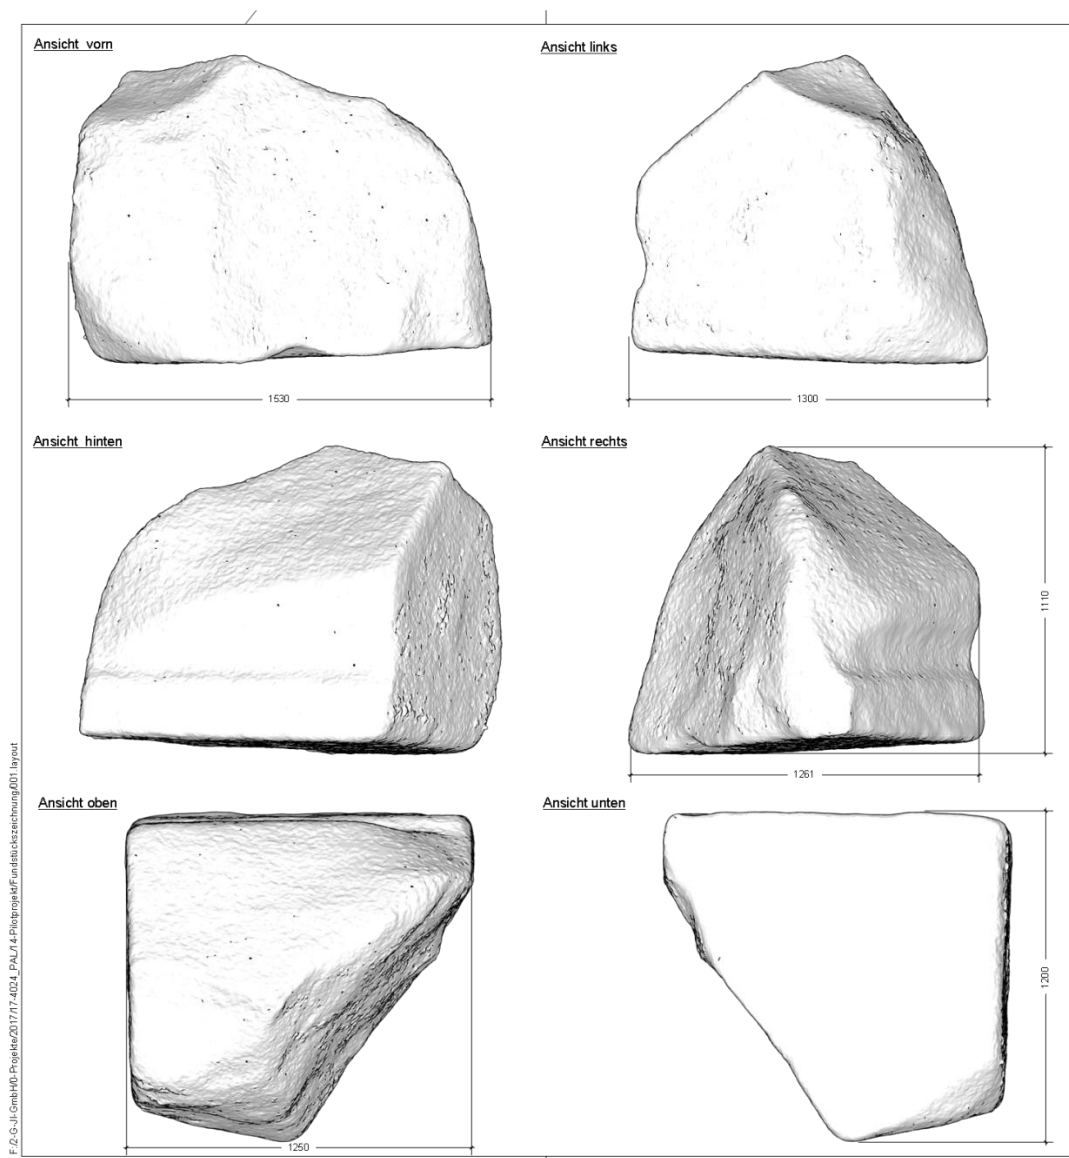 Ansicht vorn
Ansicht links
1530
1300
Ansicht hinten
Ansicht rechts
1110
1261
Ansicht oben
Ansicht unten
1200
1250
F:/2-G-JI-GmbH/0-Projekte/2017/17-4024_PAL/14-Pilotprojekt/Fundstückszeichnung/001.layout